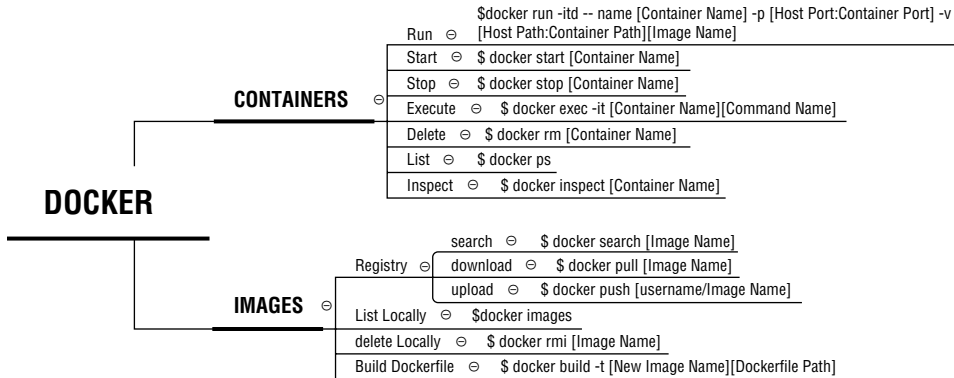 DOCKER
CONTAINERS
Run
$docker run -itd -- name [Container Name] -p [Host Port:Container Port] -v
[Host Path:Container Path][Image Name]
Start $ docker start [Container Name]
Stop $ docker stop [Container Name]
Execute $ docker exec -it [Container Name][Command Name]
Delete $ docker rm [Container Name]
List $ docker ps
Inspect $ docker inspect [Container Name]
IMAGES
Registry
search $ docker search [Image Name]
download $ docker pull [Image Name]
upload $ docker push [username/Image Name]
List Locally $docker images
delete Locally $ docker rmi [Image Name]
Build Dockerfile $ docker build -t [New Image Name][Dockerfile Path]